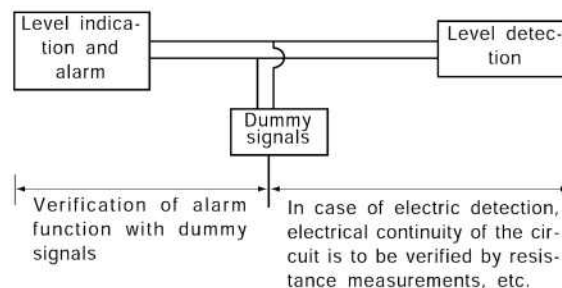 Level indica-
tion and
alarm
Level detec-
tion
Dummy
signals
Verification of alarm
function with dummy
signals
In case of electric detection,
electrical continuity of the cir-
cuit is to be verified by resis-
tance measurements, etc.